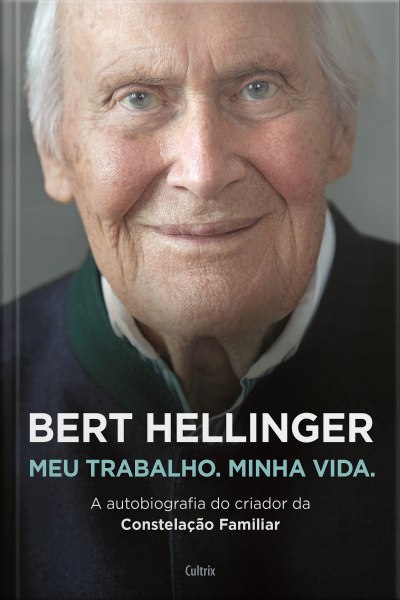 BERT HELLINGER
MEU TRABALHO. MINHA VIDA.
A autobiografia do criador da
Constelação Familiar
Cultrix